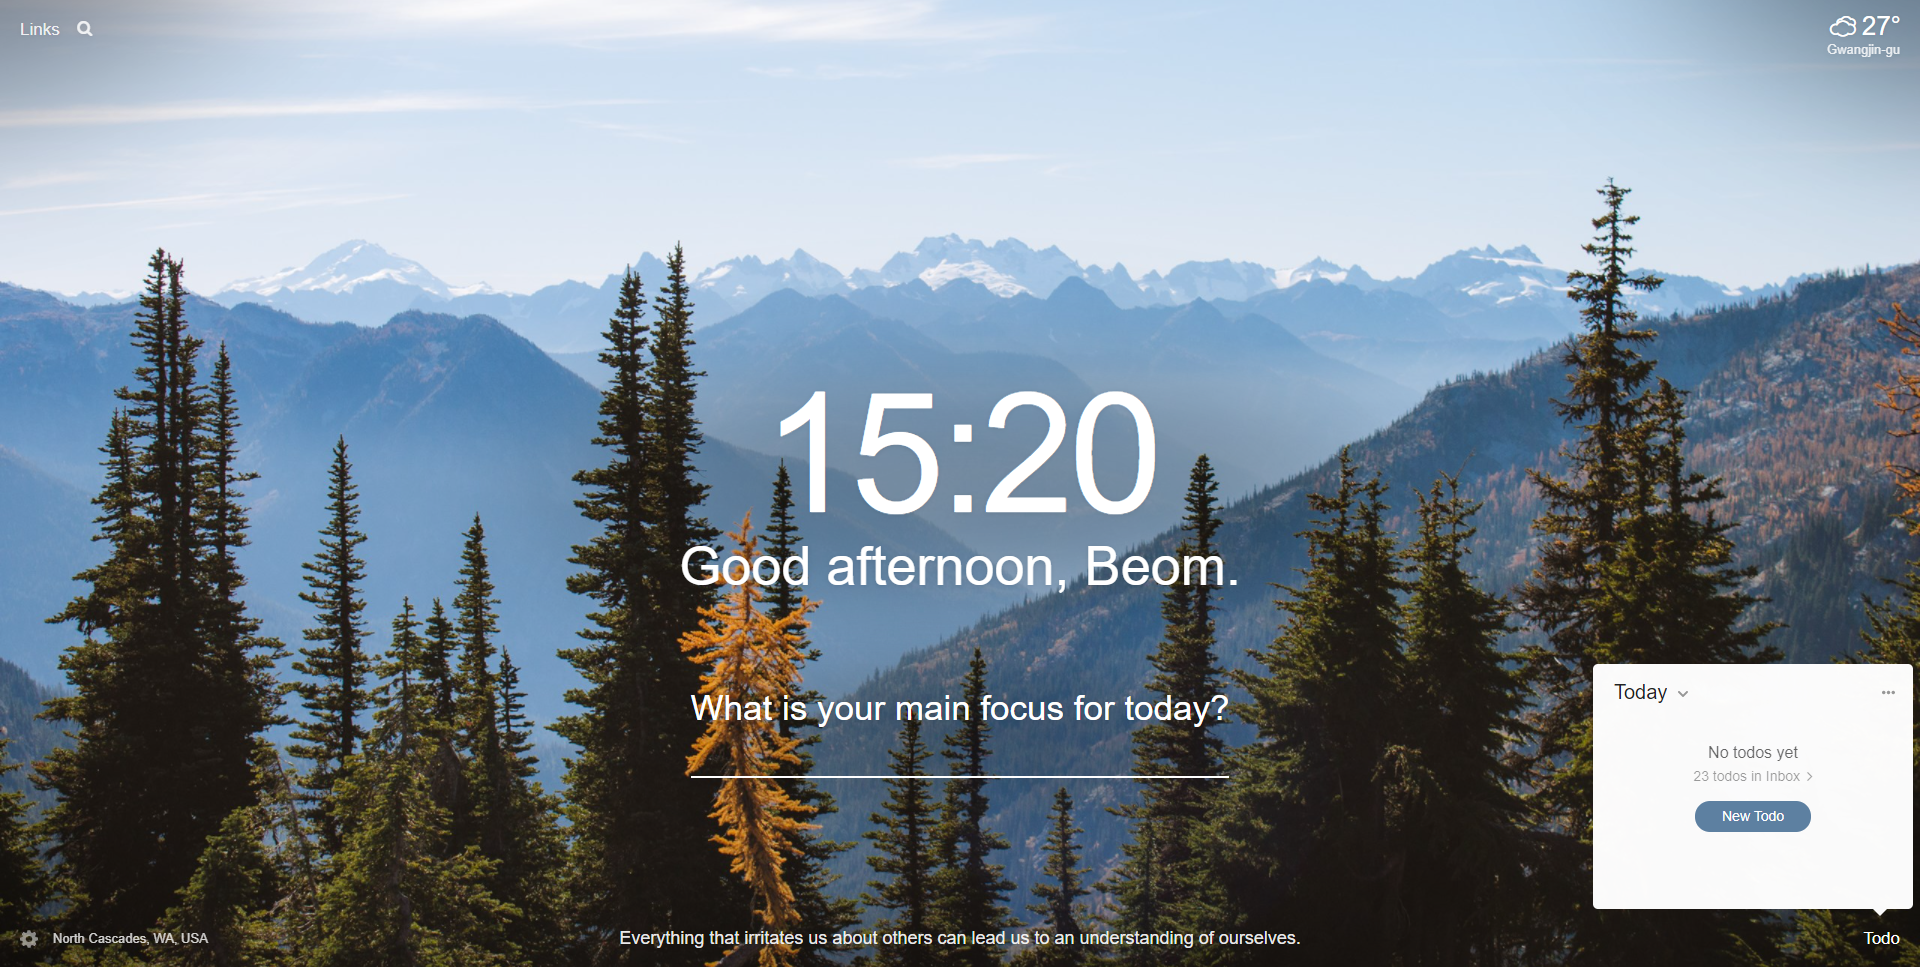 Links
27°
Gwangjin-gu
15:20
Good afternoon, Beom.
What is your main focus for today?
Today
No todos yet
23 todos in Inbox
New Todo
North Cascades, WA, USA
Everything that irritates us about others can lead us to an understanding of ourselves.
Todo